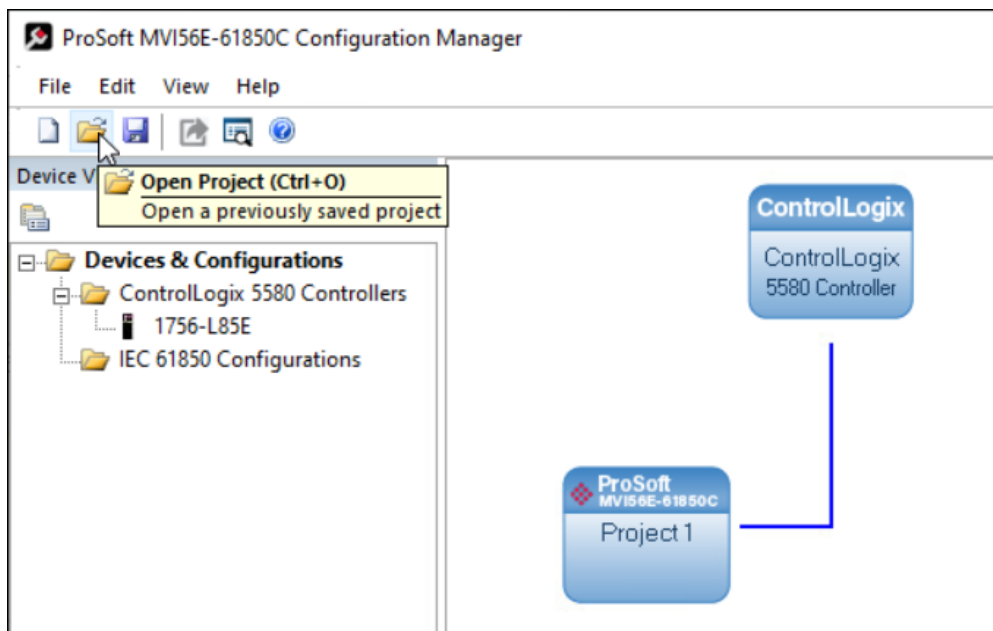 ProSoft MVI56E-61850C Configuration Manager
File Edit View Help
Device V
Open Project (Ctrl+O)
Open a previously saved project
Devices & Configurations
ControlLogix 5580 Controllers
1756-L85E
IEC 61850 Configurations
ControlLogix
ControlLogix
5580 Controller
ProSoft
MVI56E-61850C
Project 1